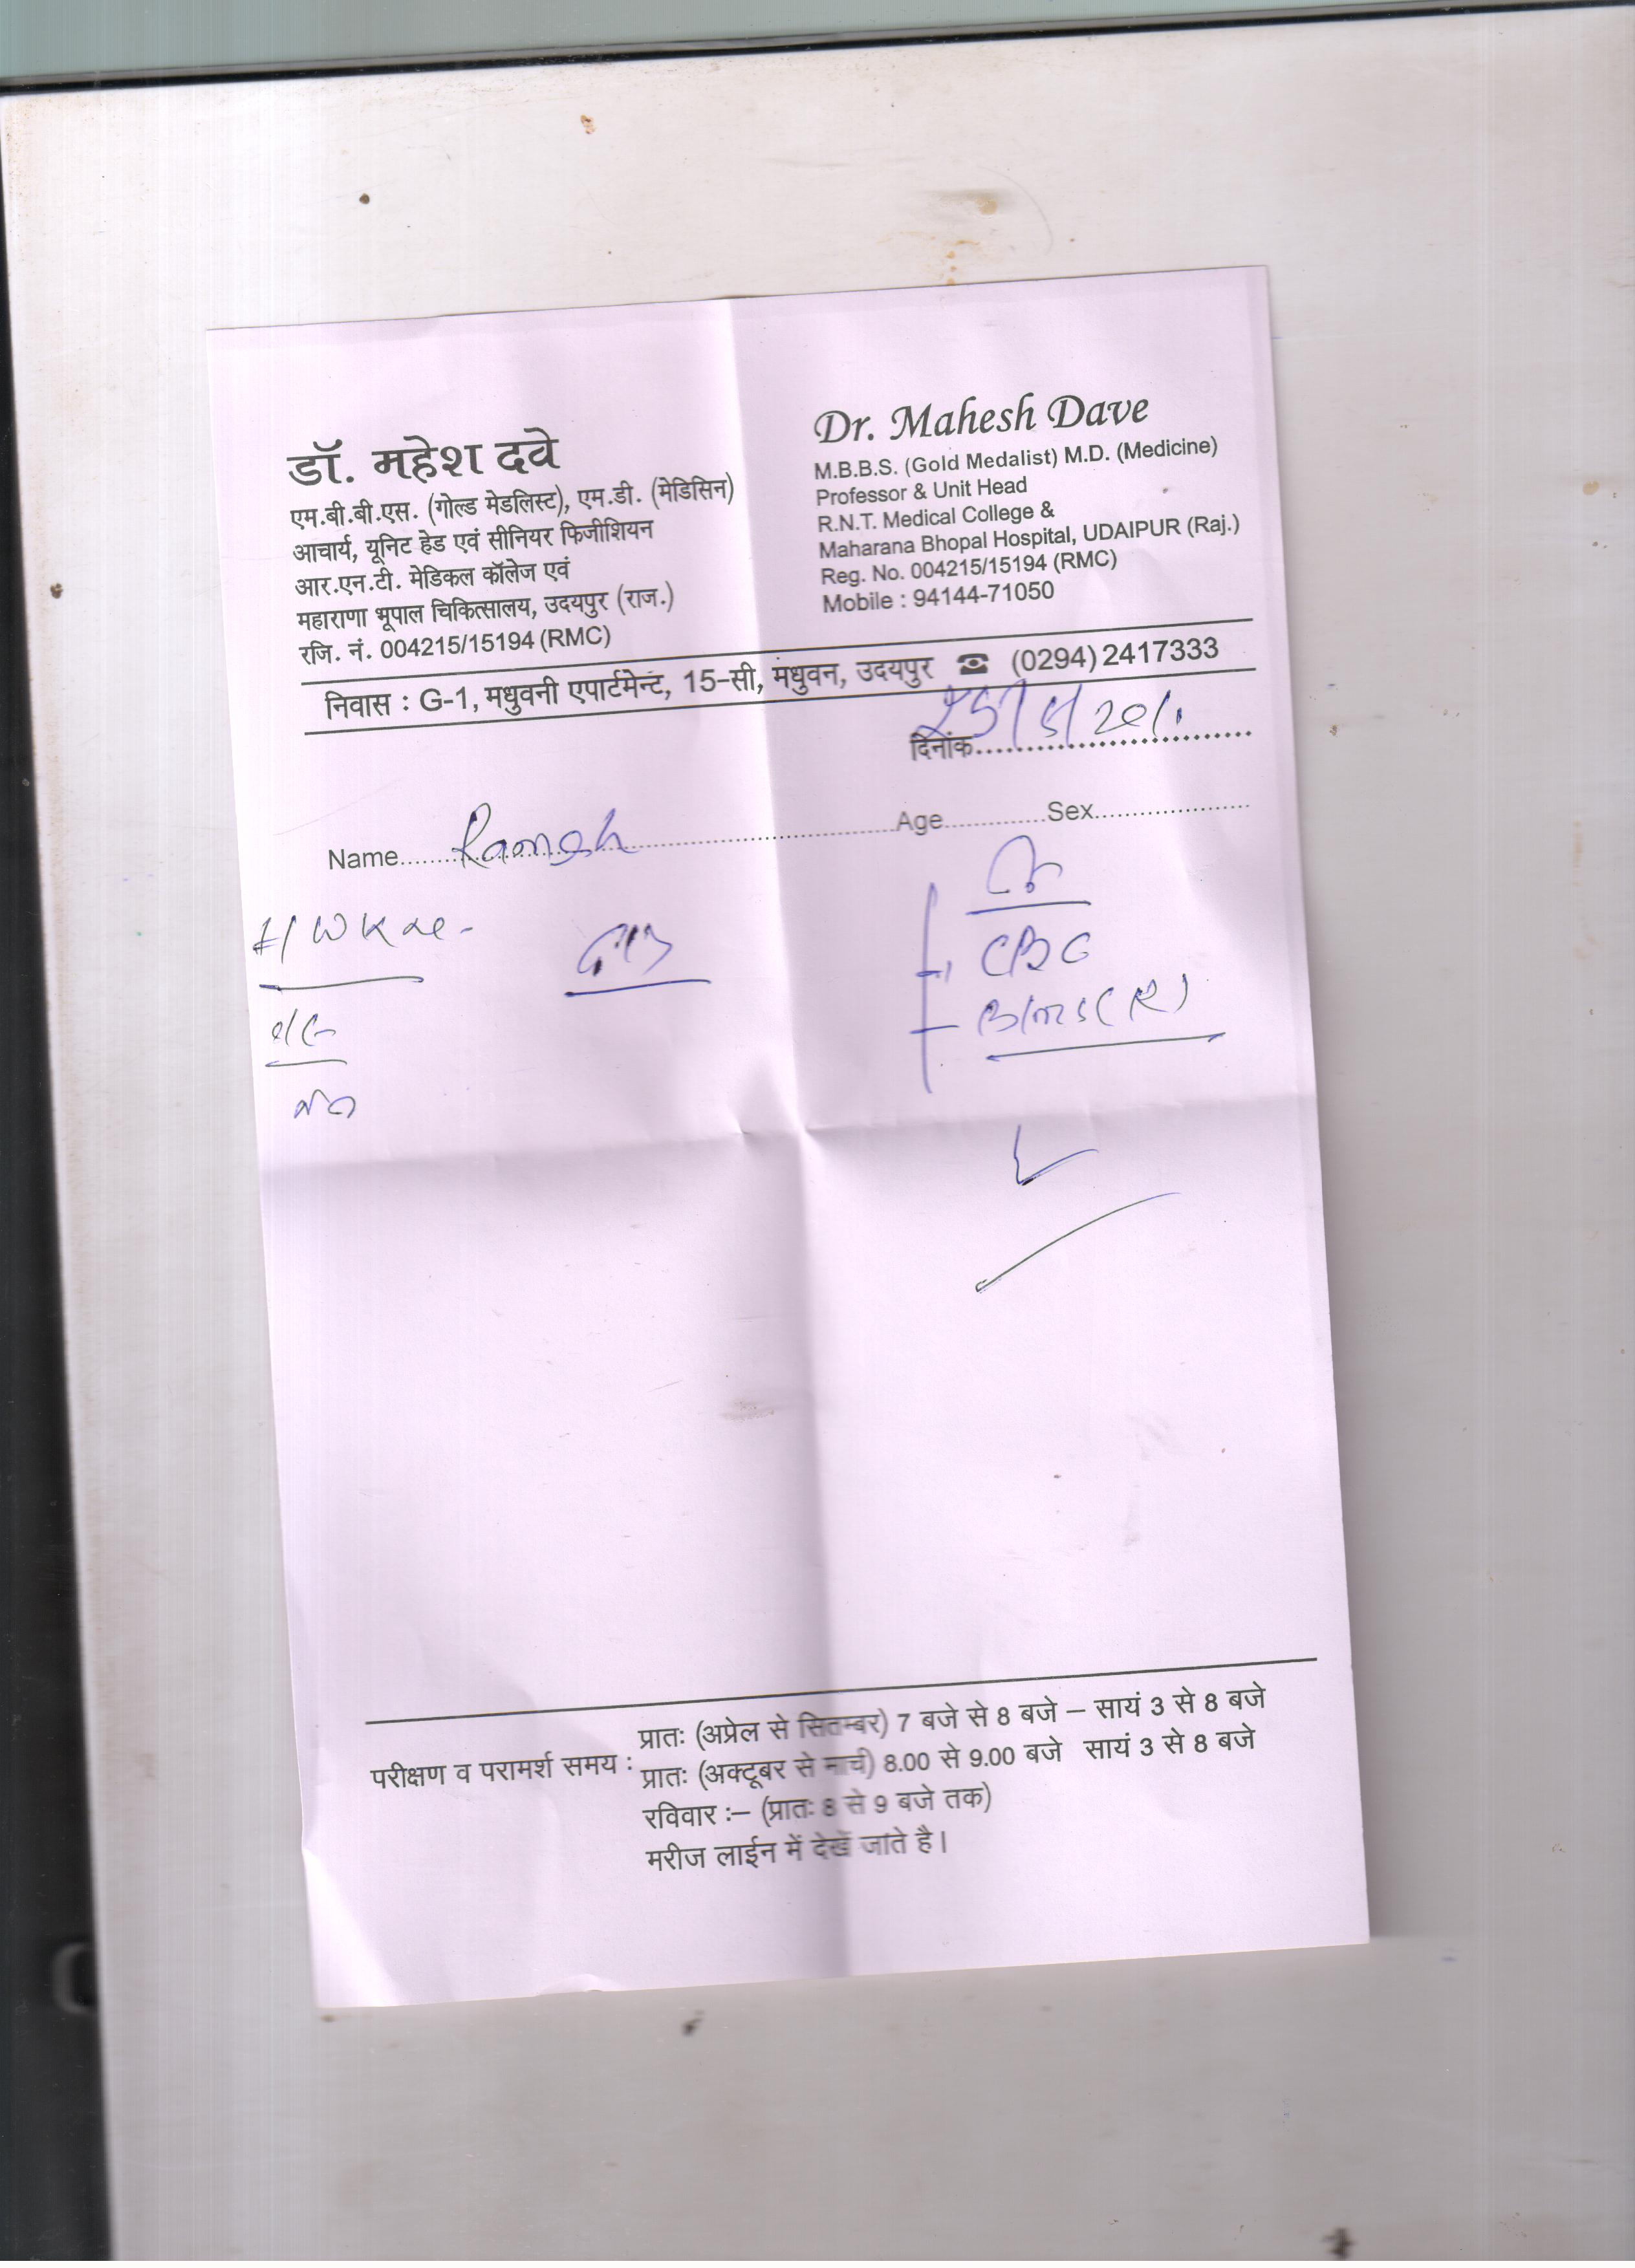 डॉ. महेश दवे
एम.बी.बी.एस. (गोल्ड मेडलिस्ट), एम.डी. (मेडिसिन)
आचार्य, यूनिट हेड एवं सीनियर फिजीशियन
आर.एन.टी. मेडिकल कॉलेज एवं
महाराणा भूपाल चिकित्सालय, उदयपुर (राज.)
रजि. नं. 004215/15194 (RMC)
Dr. Mahesh Dave
M.B.B.S. (Gold Medalist) M.D. (Medicine)
Professor & Unit Head
R.N.T. Medical College &
Maharana Bhopal Hospital, UDAIPUR (Raj.)
Reg. No. 004215/15194 (RMC)
Mobile : 94144-71050
निवास : G-1, मधुवनी एपार्टमेन्ट, 15-सी, मधुवन, उदयपुर ☎ (0294) 2417333
दिनांक
Name Ramesh Age Sex
CBC
परीक्षण व परामर्श समय : प्रातः (अप्रेल से सितम्बर) 7 बजे से 8 बजे – सायं 3 से 8 बजे
प्रातः (अक्टूबर से मार्च) 8.00 से 9.00 बजे सायं 3 से 8 बजे
रविवार :– (प्रातः 8 से 9 बजे तक)
मरीज लाईन में देखें जाते है।